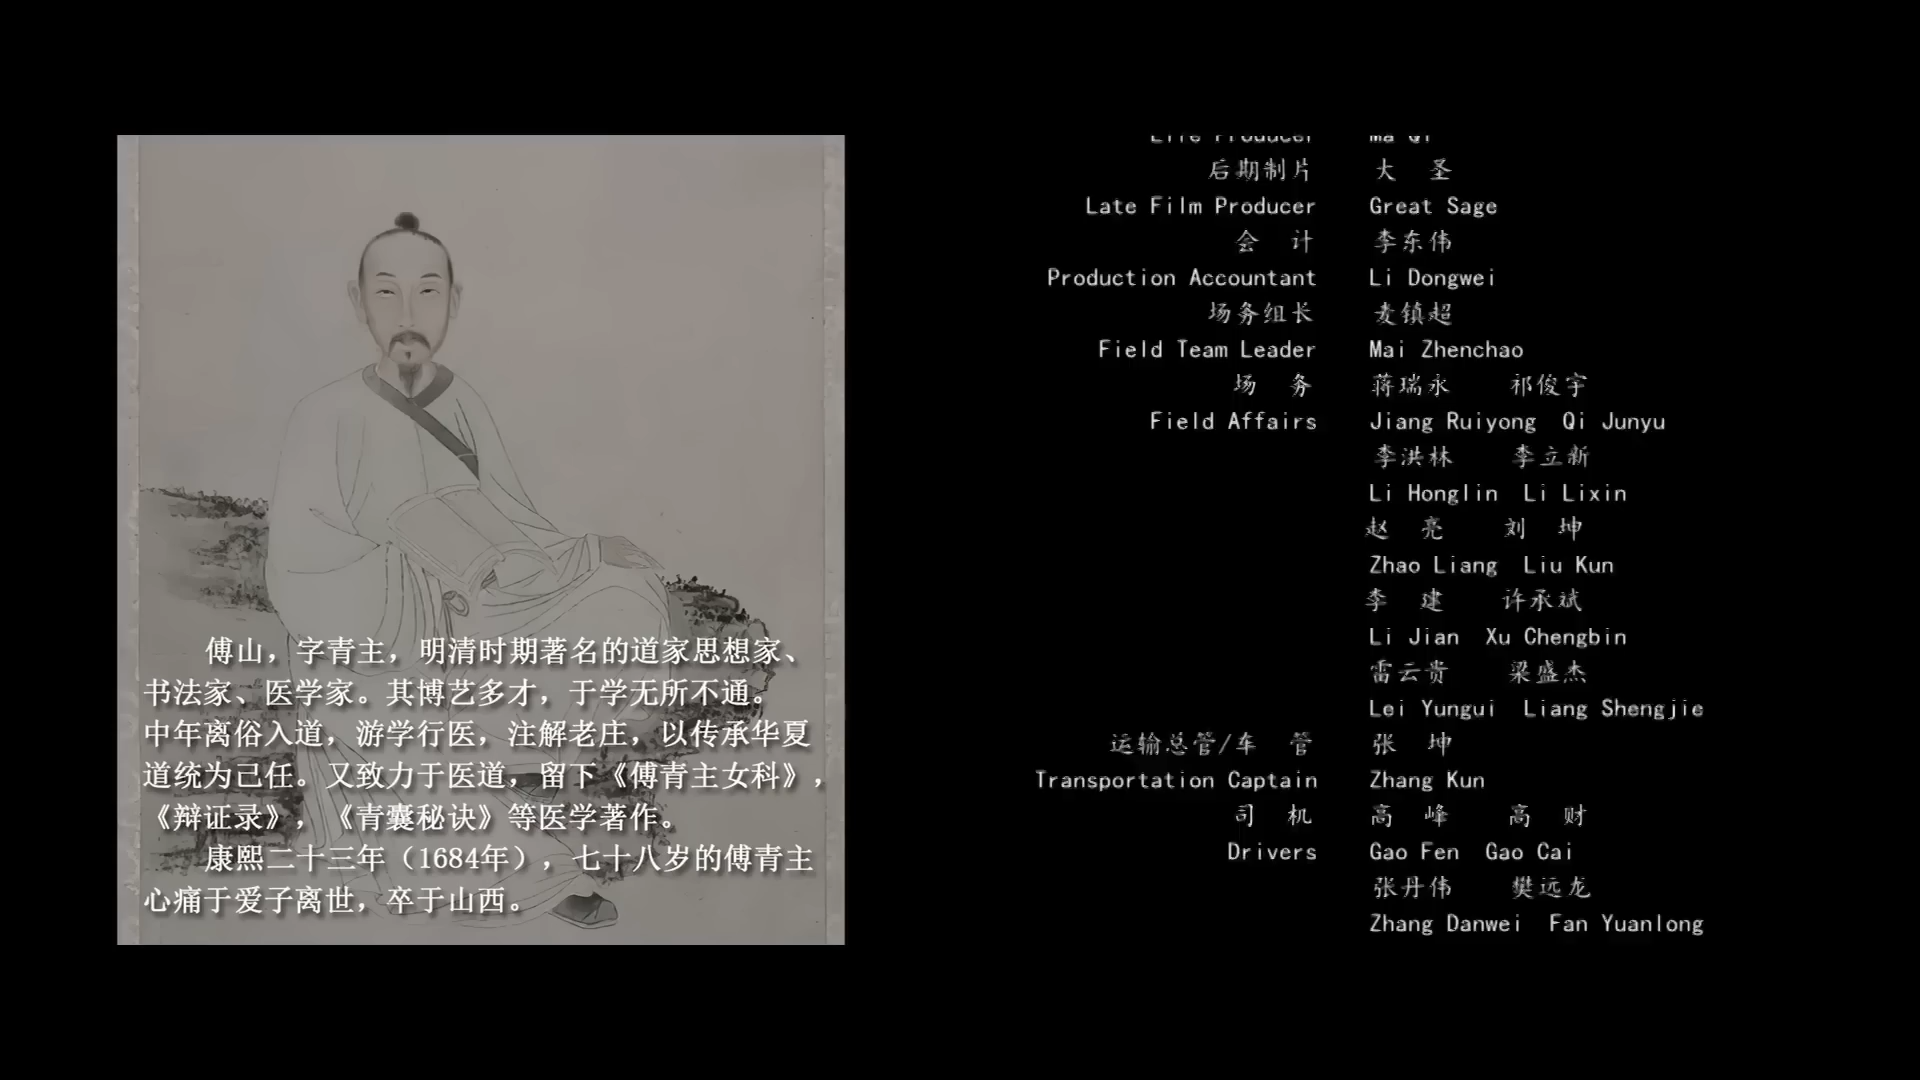 傅山，字青主，明清时期著名的道家思想家、
书法家、医学家。其博艺多才，于学无所不通。
中年离俗入道，游学行医，注解老庄，以传承华夏
道统为己任。又致力于医道，留下《傅青主女科》，
《辩证录》，《青囊秘诀》等医学著作。
康熙二十三年（1684年），七十八岁的傅青主
心痛于爱子离世，卒于山西。
后期制片 大 圣
Late Film Producer Great Sage
会 计 李东伟
Production Accountant Li Dongwei
场务组长 麦镇超
Field Team Leader Mai Zhenchao
场 务 蒋瑞永 祁俊宇
Field Affairs Jiang Ruiyong Qi Junyu
李洪林 李立新
Li Honglin Li Lixin
赵 亮 刘 坤
Zhao Liang Liu Kun
李 建 许承斌
Li Jian Xu Chengbin
雷云贵 梁盛杰
Lei Yungui Liang Shengjie
运输总管/车 管 张 坤
Transportation Captain Zhang Kun
司 机 高 峰 高 财
Drivers Gao Fen Gao Cai
张丹伟 樊远龙
Zhang Danwei Fan Yuanlong